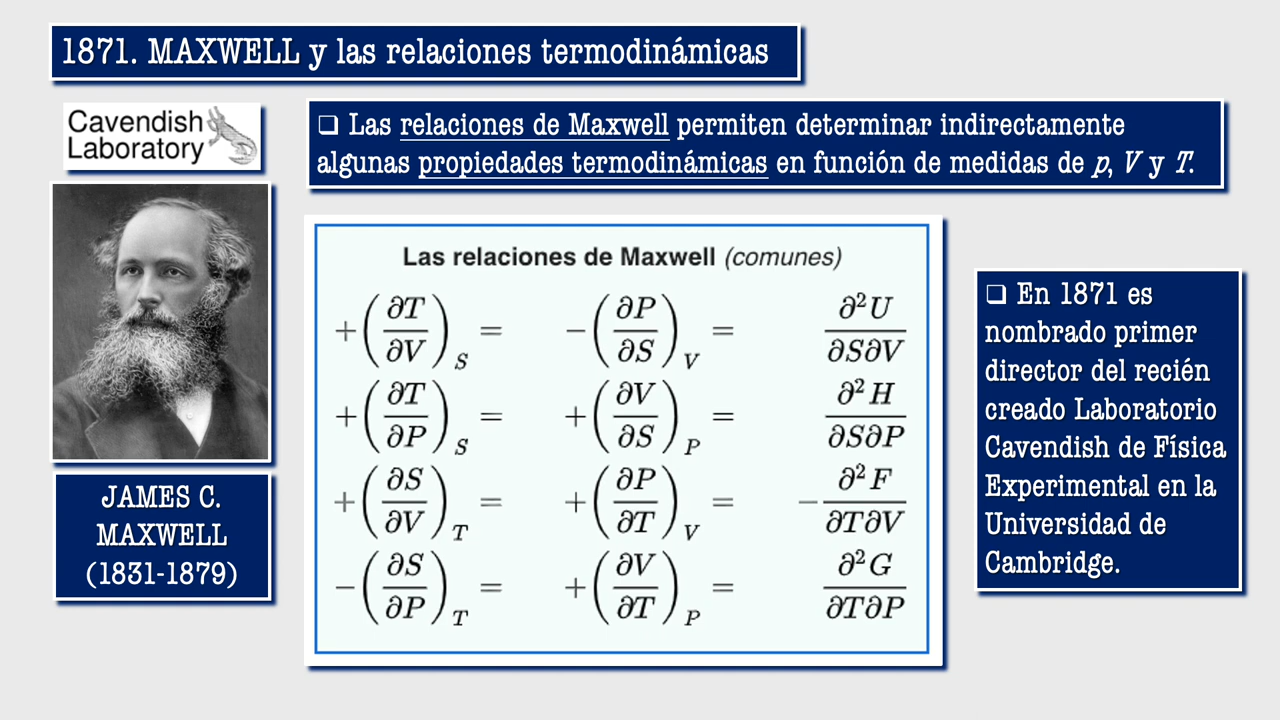 1871. MAXWELL y las relaciones termodinámicas
Cavendish
Laboratory
❑ Las relaciones de Maxwell permiten determinar indirectamente
algunas propiedades termodinámicas en función de medidas de p, V y T.
JAMES C.
MAXWELL
(1831-1879)
Las relaciones de Maxwell (comunes)
+(∂T/∂V)_S = −(∂P/∂S)_V = ∂²U/∂S∂V
+(∂T/∂P)_S = +(∂V/∂S)_P = ∂²H/∂S∂P
+(∂S/∂V)_T = +(∂P/∂T)_V = −∂²F/∂T∂V
−(∂S/∂P)_T = +(∂V/∂T)_P = ∂²G/∂T∂P
❑ En 1871 es
nombrado primer
director del recién
creado Laboratorio
Cavendish de Física
Experimental en la
Universidad de
Cambridge.